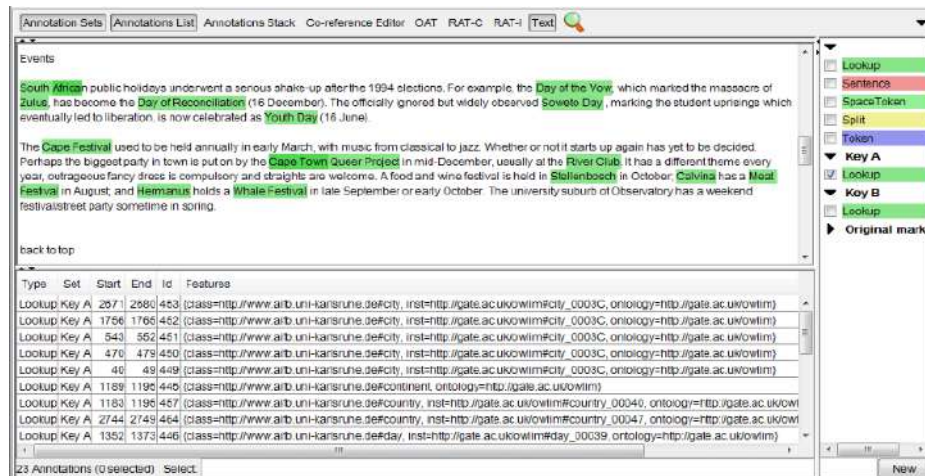 Annotation Sets Annotations List Annotations Stack Co-reference Editor OAT RAT-C RAT-I Text
Events
South African public holidays underwent a serious shake-up after the 1994 elections. For example, the Day of the Vow, which marked the massacre of
Zulus, has become the Day of Reconciliation (16 December). The officially ignored but widely observed Soweto Day, marking the student uprisings which
eventually led to liberation, is now celebrated as Youth Day (16 June).
The Cape Festival used to be held annually in early March, with music from classical to jazz. Whether or not it starts up again has yet to be decided.
Perhaps the biggest party in town is put on by the Cape Town Queer Project in mid-December, usually at the River Club. It has a different theme every
year, outrageous fancy dress is compulsory and straights are welcome. A food and wine festival is held in Stellenbosch in October; Calvina has a Meat
Festival in August; and Hermanus holds a Whale Festival in late September or early October. The university suburb of Observatory has a weekend
festival/street party sometime in spring.
back to top
Type Set Start End Id Features
Lookup Key A 2671 2680 453 {class=http://www.aifb.uni-karlsruhe.de#city, inst=http://gate.ac.uk/owlim#city_0003C, ontology=http://gate.ac.uk/owlim}
Lookup Key A 1756 1765 452 {class=http://www.aifb.uni-karlsruhe.de#city, inst=http://gate.ac.uk/owlim#city_0003C, ontology=http://gate.ac.uk/owlim}
Lookup Key A 543 552 451 {class=http://www.aifb.uni-karlsruhe.de#city, inst=http://gate.ac.uk/owlim#city_0003C, ontology=http://gate.ac.uk/owlim}
Lookup Key A 470 479 450 {class=http://www.aifb.uni-karlsruhe.de#city, inst=http://gate.ac.uk/owlim#city_0003C, ontology=http://gate.ac.uk/owlim}
Lookup Key A 40 49 449 {class=http://www.aifb.uni-karlsruhe.de#city, inst=http://gate.ac.uk/owlim#city_0003C, ontology=http://gate.ac.uk/owlim}
Lookup Key A 1189 1195 445 {class=http://www.aifb.uni-karlsruhe.de#continent, ontology=http://gate.ac.uk/owlim}
Lookup Key A 1183 1196 457 {class=http://www.aifb.uni-karlsruhe.de#country, inst=http://gate.ac.uk/owlim#country_00040, ontology=http://gate.ac.uk/owl
Lookup Key A 2744 2749 464 {class=http://www.aifb.uni-karlsruhe.de#country, inst=http://gate.ac.uk/owlim#country_00047, ontology=http://gate.ac.uk/owl
Lookup Key A 1352 1373 446 {class=http://www.aifb.uni-karlsruhe.de#day, inst=http://gate.ac.uk/owlim#day_00039, ontology=http://gate.ac.uk/owlim}
23 Annotations (0 selected) Select:
Lookup
Sentence
SpaceToken
Split
Token
Key A
Lookup
Key B
Lookup
Original mark
New